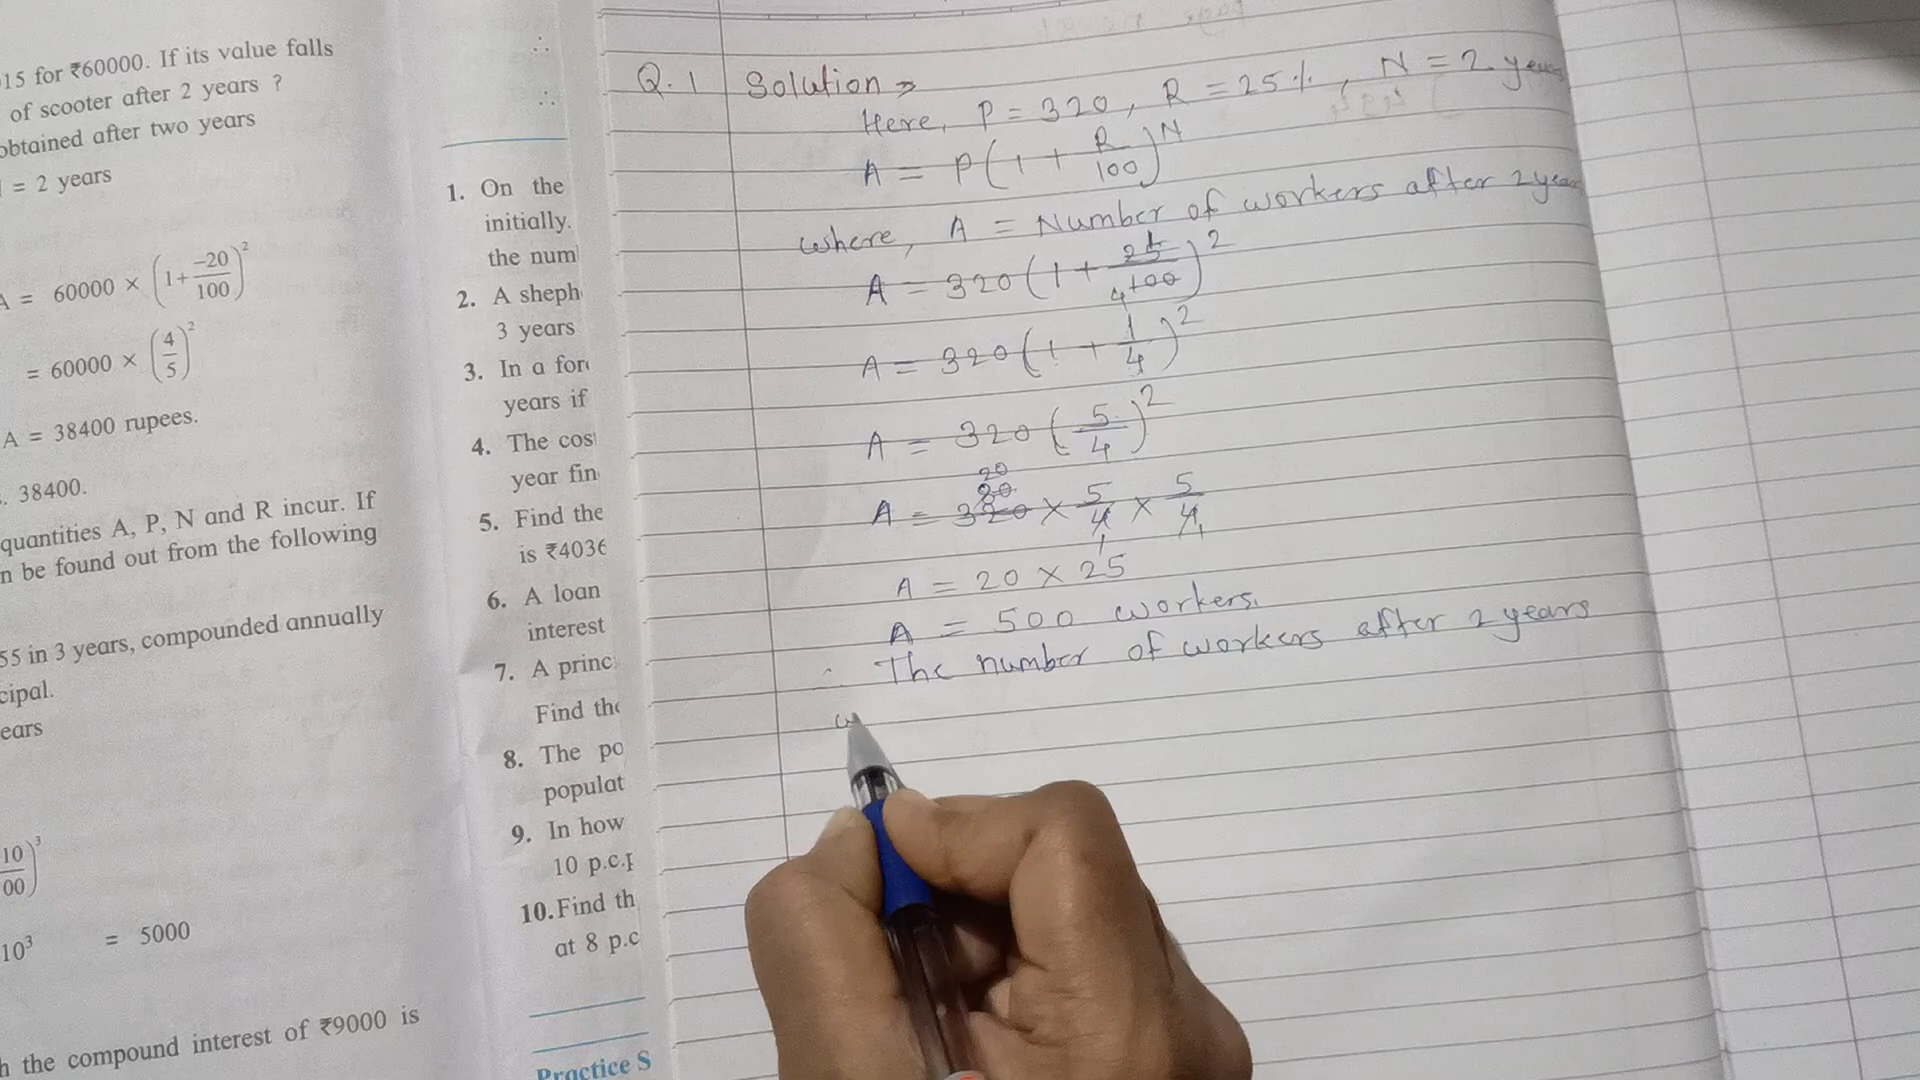 15 for ₹60000. If its value falls
of scooter after 2 years ?
obtained after two years
= 2 years
A = 60000 × (1+ -20/100)²
= 60000 × (4/5)²
A = 38400 rupees.
38400.
quantities A, P, N and R incur. If
n be found out from the following
55 in 3 years, compounded annually
cipal.
ears
10/00)³
10³ = 5000
h the compound interest of ₹9000 is
∴
∴
1. On the
initially.
the num
2. A sheph
3 years
3. In a for
years if
4. The cos
year fin
5. Find the
is ₹4036
6. A loan
interest
7. A princ
Find the
8. The po
populat
9. In how
10 p.c.p
10. Find th
at 8 p.c
Practice S
Q.1 Solution ⇒
Here, P = 320, R = 25%, N = 2 years
A = P(1 + R/100)^N
where, A = Number of workers after 2 year
A = 320(1 + 25/100)²
A = 320(1 + 1/4)²
A = 320(5/4)²
A = 320 × 5/4 × 5/4
A = 20 × 25
A = 500 workers.
∴ The number of workers after 2 years
w